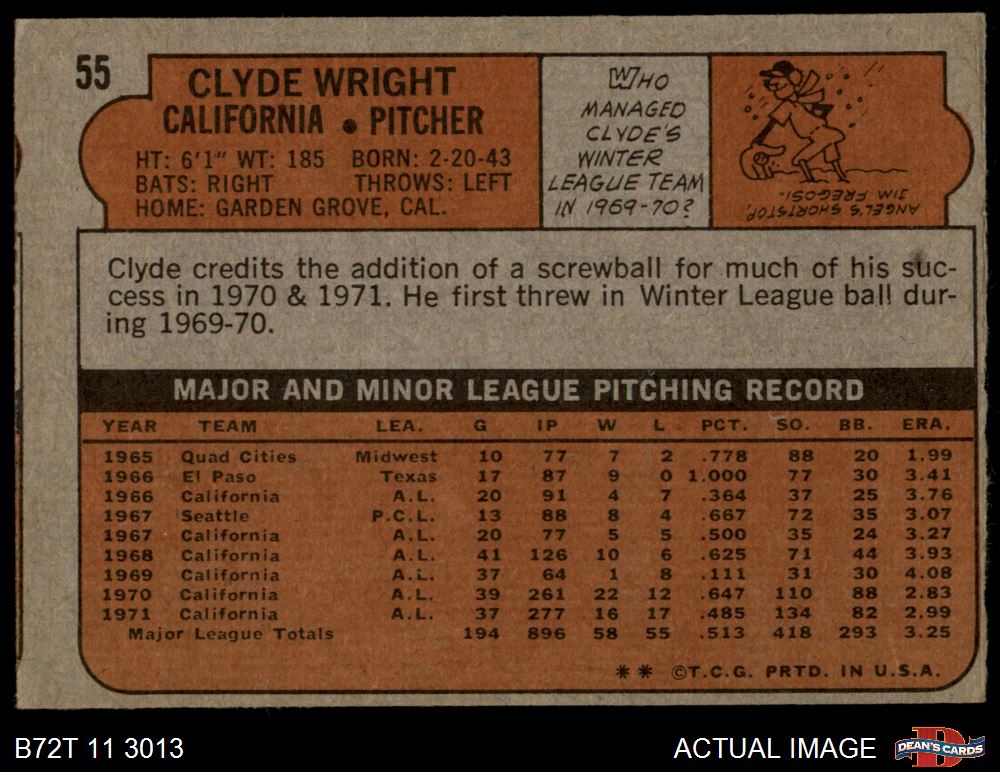 55
CLYDE WRIGHT
CALIFORNIA • PITCHER
HT: 6'1" WT: 185 BORN: 2-20-43
BATS: RIGHT THROWS: LEFT
HOME: GARDEN GROVE, CAL.
WHO
MANAGED
CLYDE'S
WINTER
LEAGUE TEAM
IN 1969-70?
ANGEL'S SHORTSTOP,
JIM FREGOSI.
Clyde credits the addition of a screwball for much of his suc-
cess in 1970 & 1971. He first threw in Winter League ball dur-
ing 1969-70.
MAJOR AND MINOR LEAGUE PITCHING RECORD
YEAR TEAM LEA. G IP W L PCT. SO. BB. ERA.
1965 Quad Cities Midwest 10 77 7 2 .778 88 20 1.99
1966 El Paso Texas 17 87 9 0 1.000 77 30 3.41
1966 California A.L. 20 91 4 7 .364 37 25 3.76
1967 Seattle P.C.L. 13 88 8 4 .667 72 35 3.07
1967 California A.L. 20 77 5 5 .500 35 24 3.27
1968 California A.L. 41 126 10 6 .625 71 44 3.93
1969 California A.L. 37 64 1 8 .111 31 30 4.08
1970 California A.L. 39 261 22 12 .647 110 88 2.83
1971 California A.L. 37 277 16 17 .485 134 82 2.99
Major League Totals 194 896 58 55 .513 418 293 3.25
** ©T.C.G. PRTD. IN U.S.A.
B72T 11 3013
ACTUAL IMAGE
DEAN'S CARDS